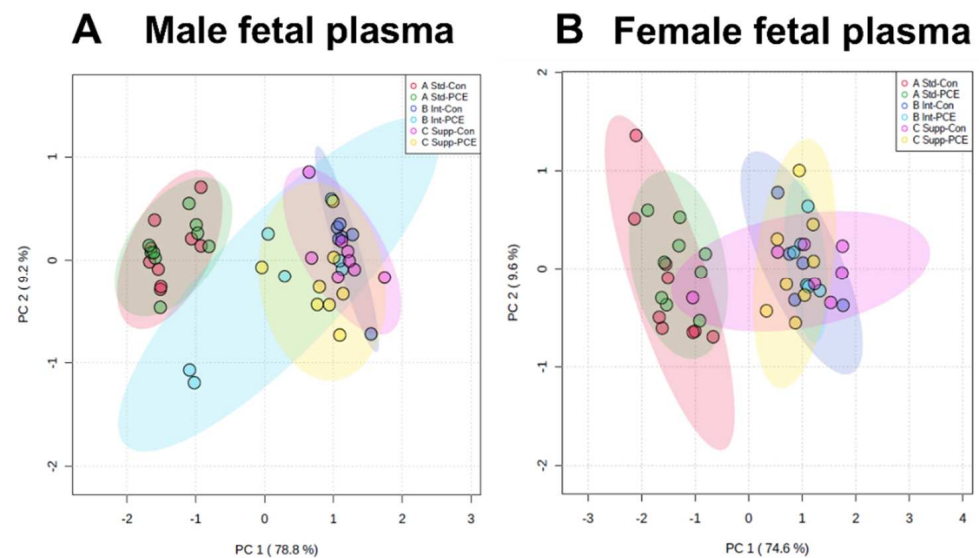 A Male fetal plasma
A Std-Con
A Std-PCE
B Int-Con
B Int-PCE
C Supp-Con
C Supp-PCE
1
0
-1
-2
PC 2 ( 9.2 %)
-2
-1
0
1
2
3
PC 1 ( 78.8 %)
B Female fetal plasma
A Std-Con
A Std-PCE
B Int-Con
B Int-PCE
C Supp-Con
C Supp-PCE
2
1
0
-1
-2
PC 2 ( 9.6 %)
-3
-2
-1
0
1
2
3
4
PC 1 ( 74.6 %)